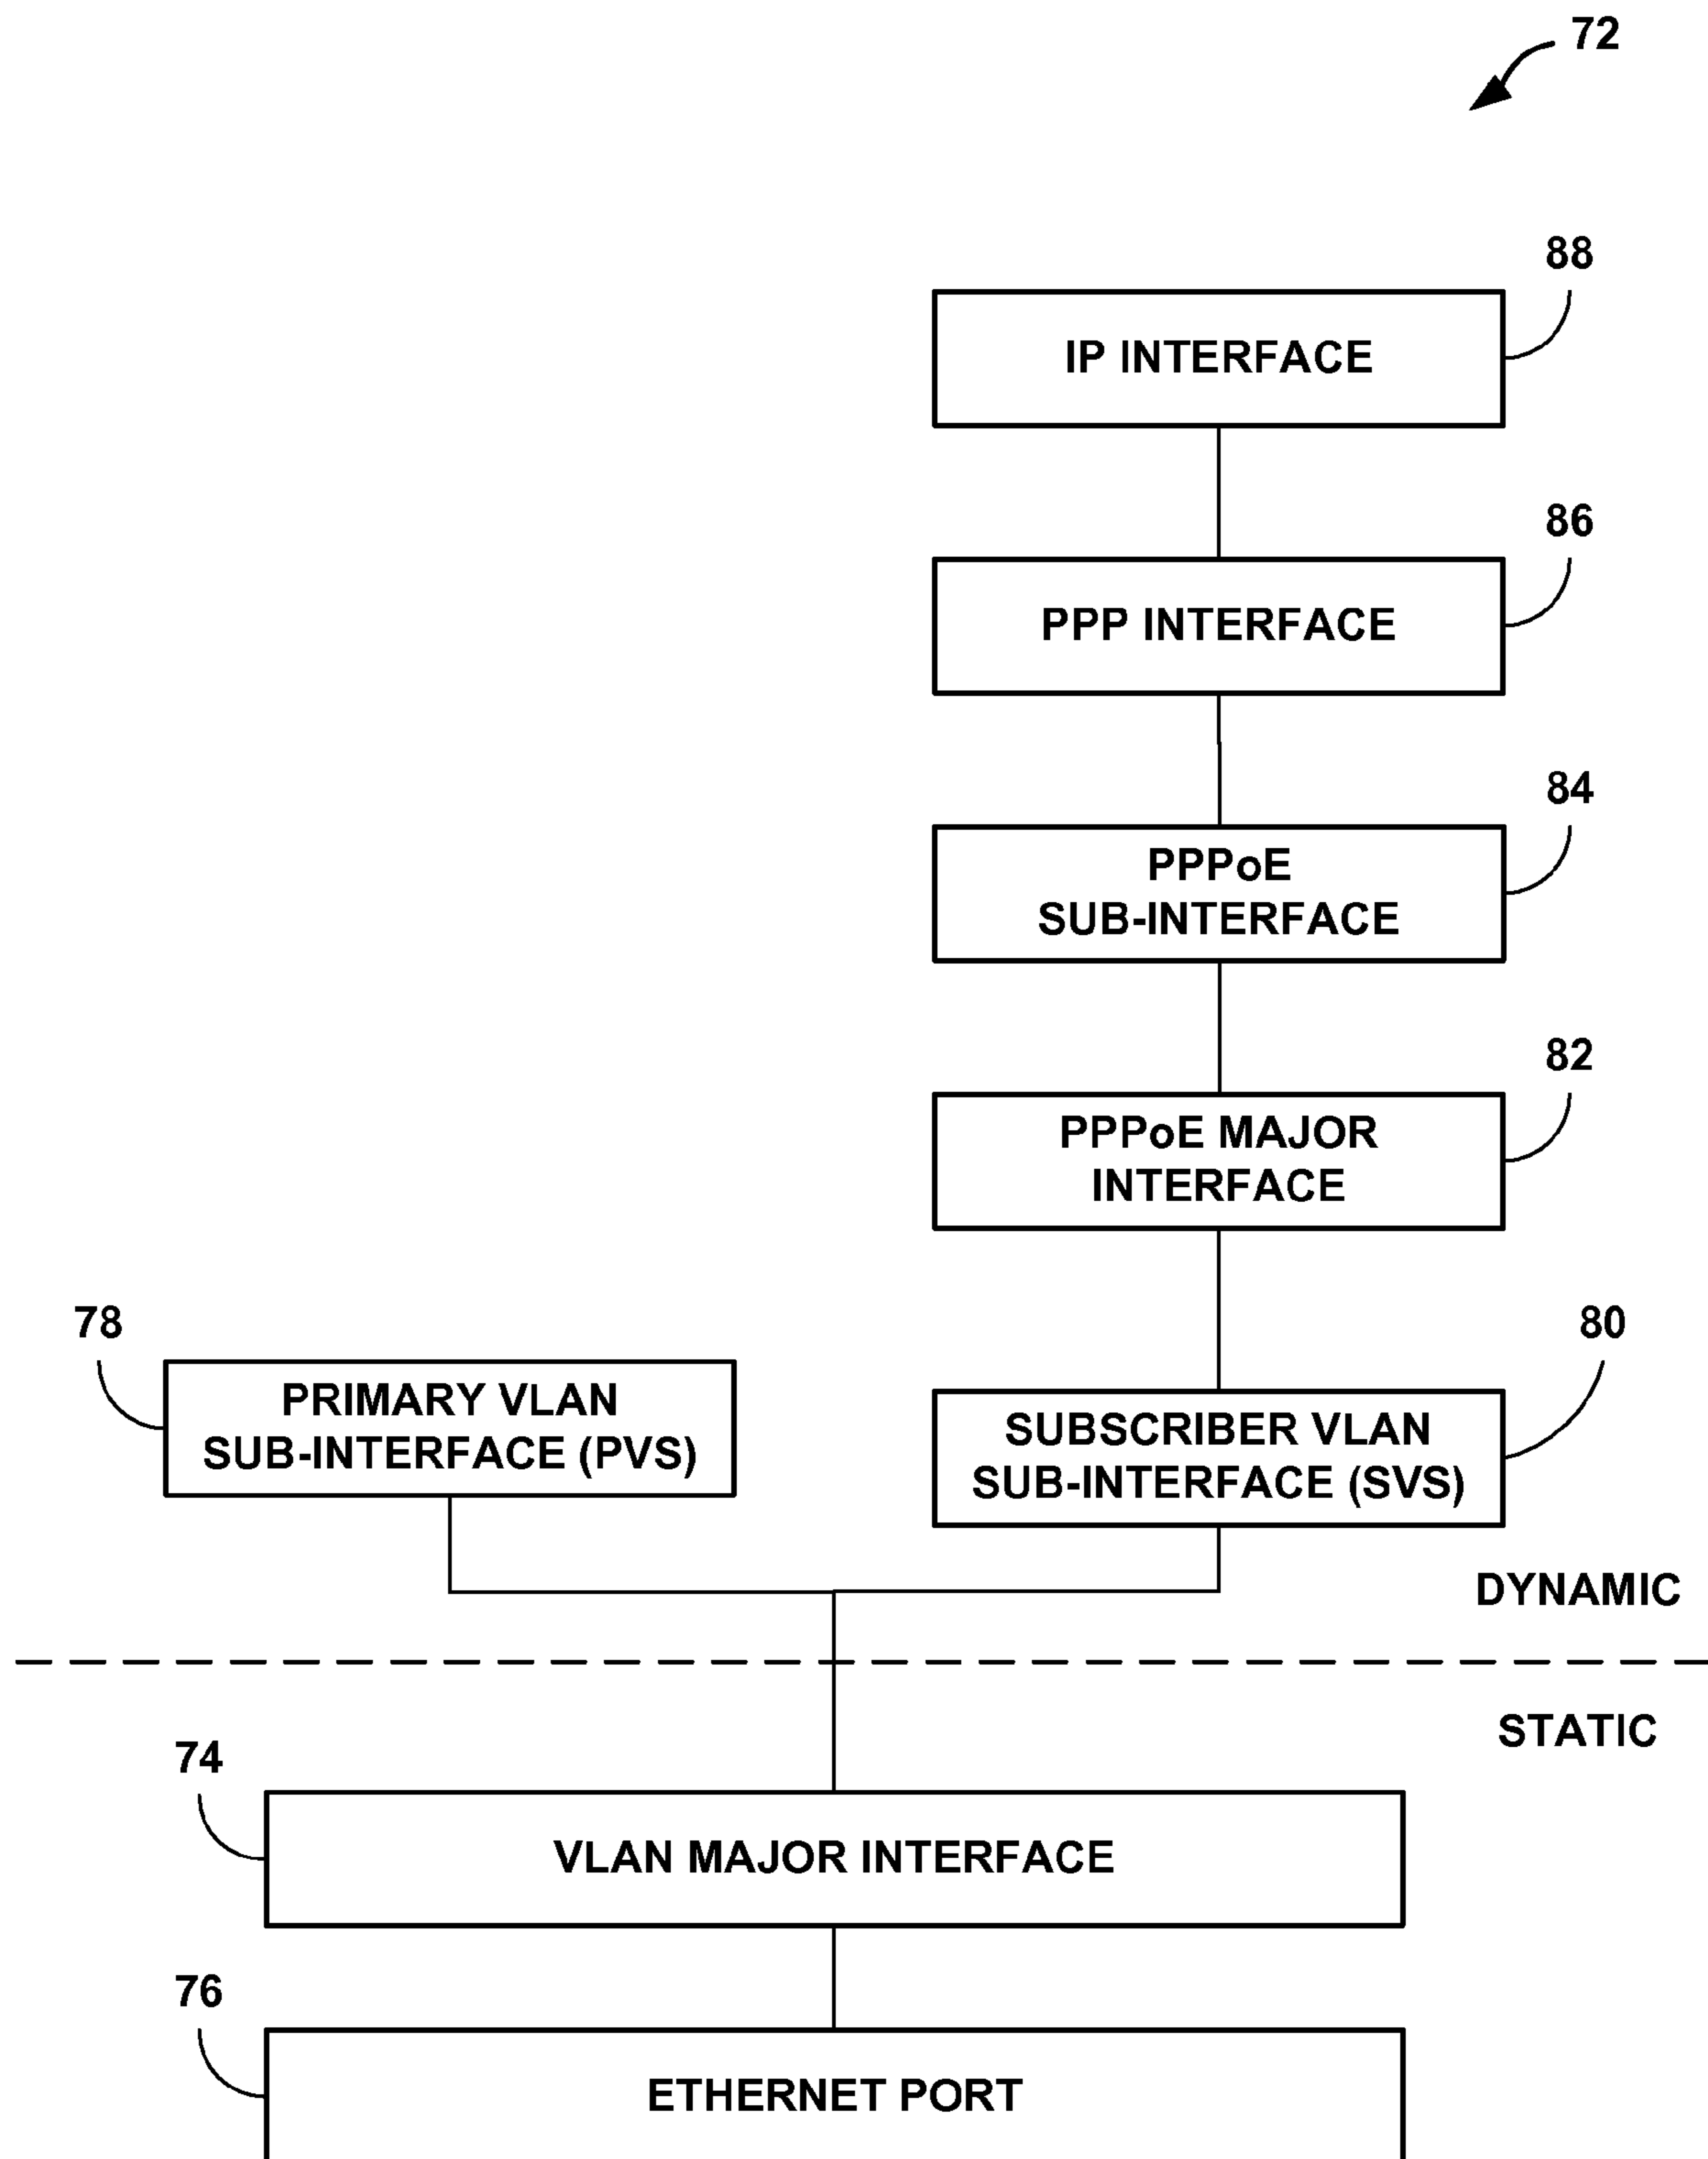 72
88
IP INTERFACE
86
PPP INTERFACE
84
PPPoE
SUB-INTERFACE
82
PPPoE MAJOR
INTERFACE
78
80
PRIMARY VLAN
SUB-INTERFACE (PVS)
SUBSCRIBER VLAN
SUB-INTERFACE (SVS)
DYNAMIC
STATIC
74
VLAN MAJOR INTERFACE
76
ETHERNET PORT